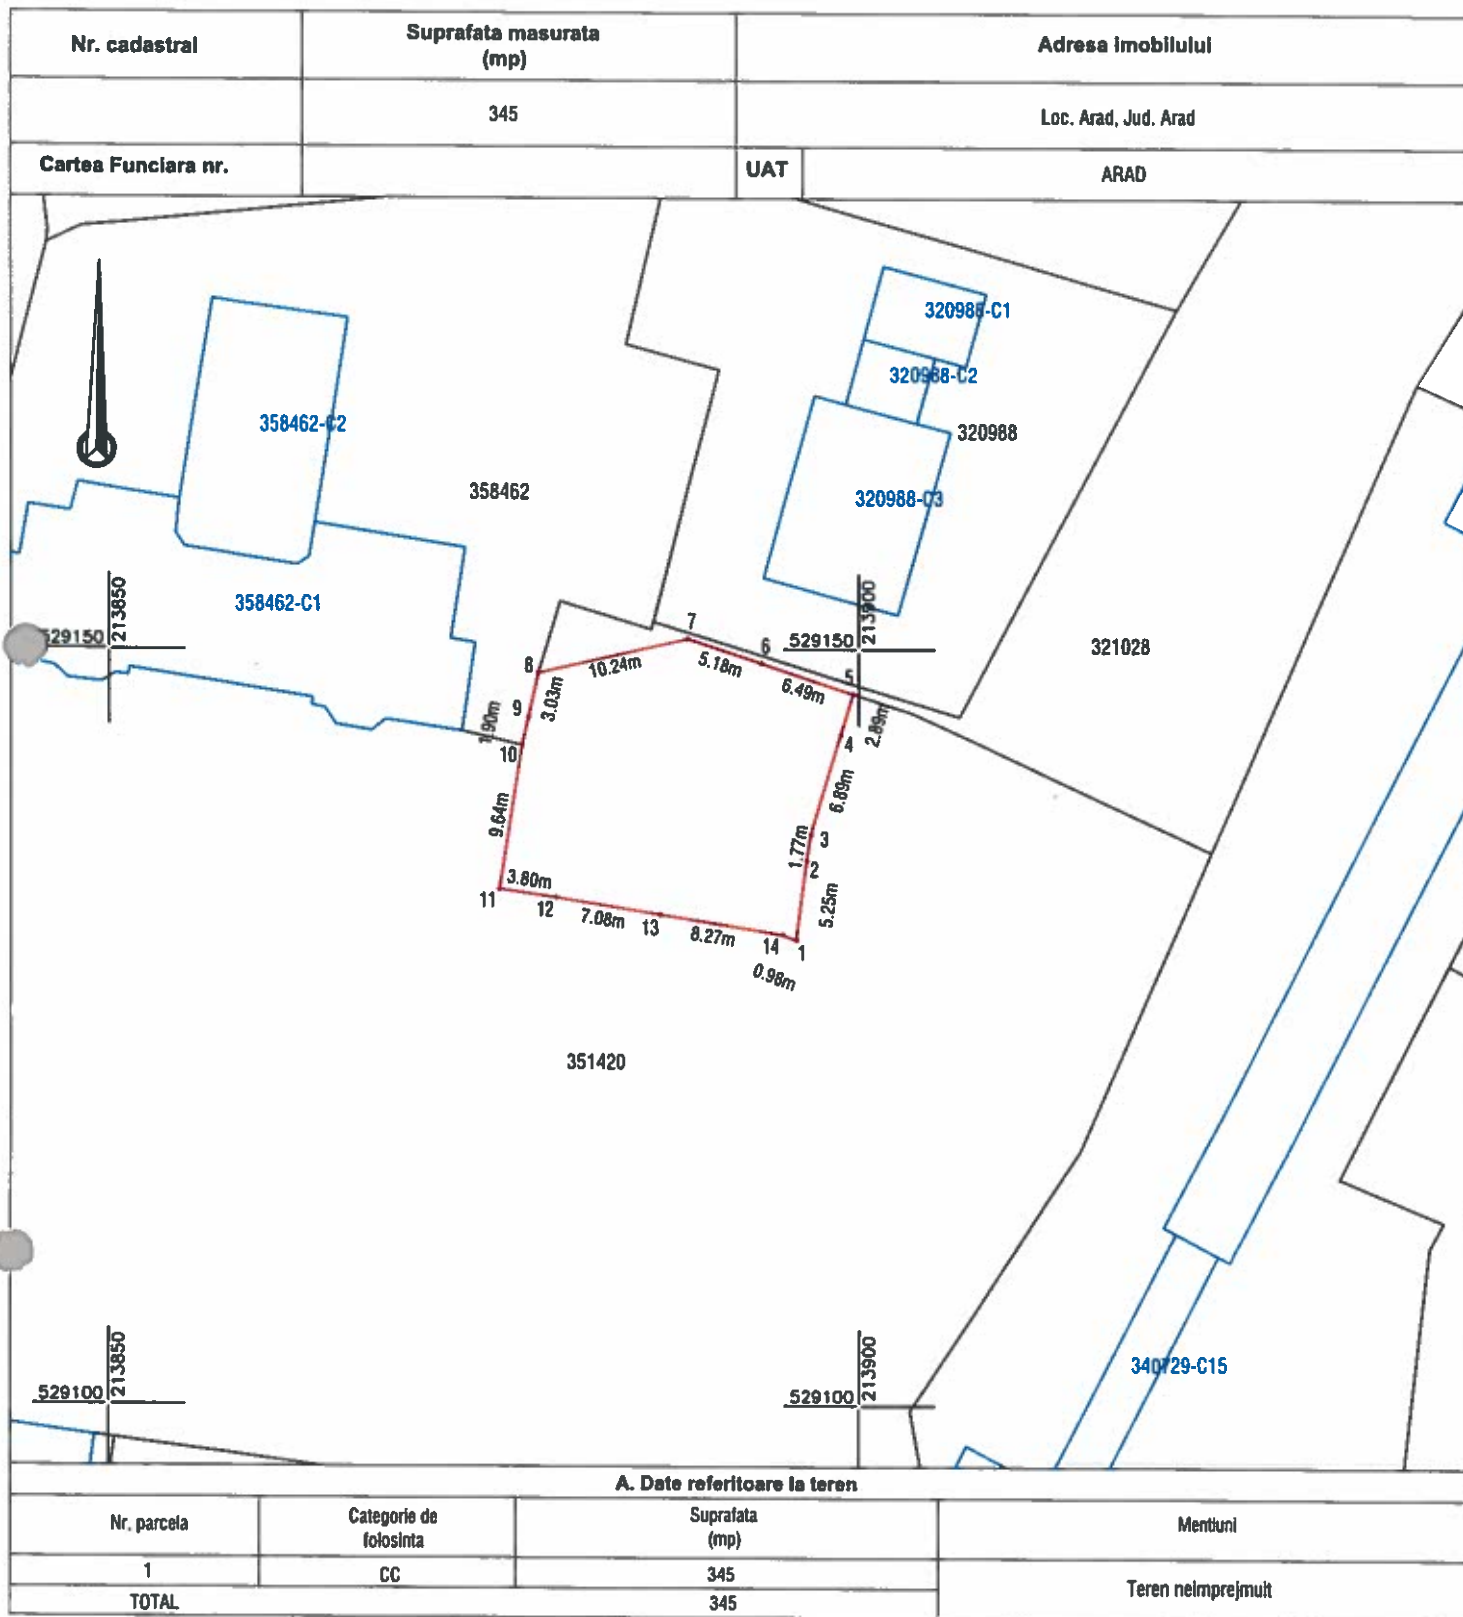 Nr. cadastral
Suprafata masurata
(mp)
Adresa imobilului
345
Loc. Arad, Jud. Arad
Cartea Funciara nr.
UAT
ARAD
320988-C1
320988-C2
358462-C2
320988
358462
320988-C3
358462-C1
213850
213900
529150
529150
321028
7
6
5
8
10.24m
5.18m
6.49m
9
3.03m
1.90m
2.89m
4
10
6.89m
9.64m
3
1.77m
2
3.80m
11
12
7.08m
13
8.27m
14
1
5.25m
0.98m
351420
213850
213900
529100
529100
340729-C15
A. Date referitoare la teren
Nr. parcela
Categorie de
folosinta
Suprafata
(mp)
Mentiuni
1
CC
345
Teren neimprejmuit
TOTAL
345